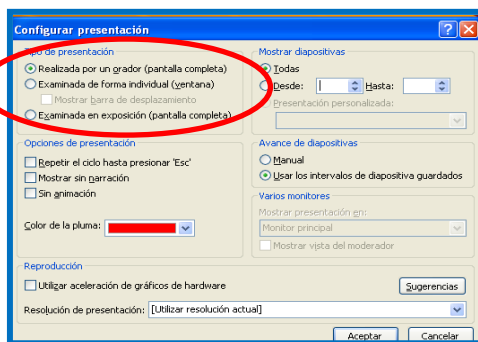 Configurar presentación
Tipo de presentación
Realizada por un orador (pantalla completa)
Examinada de forma individual (ventana)
Mostrar barra de desplazamiento
Examinada en exposición (pantalla completa)
Mostrar diapositivas
Todas
Desde: Hasta:
Presentación personalizada:
Opciones de presentación
Repetir el ciclo hasta presionar 'Esc'
Mostrar sin narración
Sin animación
Color de la pluma:
Avance de diapositivas
Manual
Usar los intervalos de diapositiva guardados
Varios monitores
Mostrar presentación en:
Monitor principal
Mostrar vista del moderador
Reproducción
Utilizar aceleración de gráficos de hardware
Sugerencias
Resolución de presentación: [Utilizar resolución actual]
Aceptar Cancelar